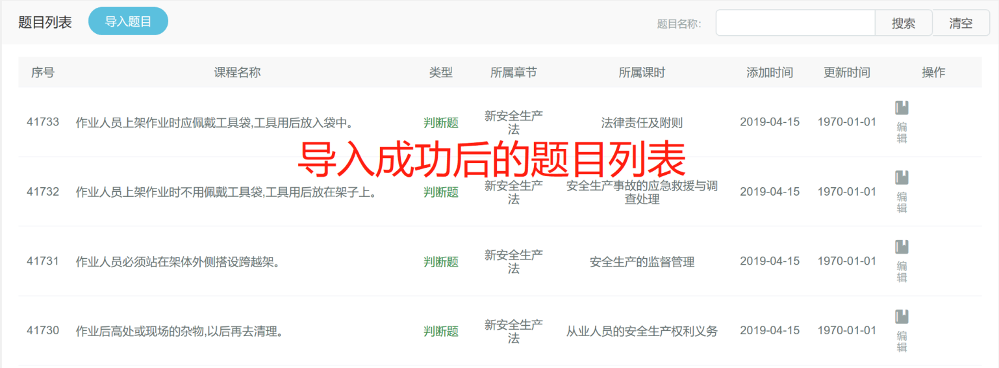 题目列表 导入题目 题目名称: 搜索 清空
序号 课程名称 类型 所属章节 所属课时 添加时间 更新时间 操作
41733 作业人员上架作业时应佩戴工具袋,工具用后放入袋中。 判断题 新安全生产 法律责任及附则 2019-04-15 1970-01-01 编
法 辑
导入成功后的题目列表
41732 作业人员上架作业时不用佩戴工具袋,工具用后放在架子上。 判断题 新安全生产 安全生产事故的应急救援与调 2019-04-15 1970-01-01 编
法 查处理 辑
41731 作业人员必须站在架体外侧搭设跨越架。 判断题 新安全生产 安全生产的监督管理 2019-04-15 1970-01-01 编
法 辑
41730 作业后高处或现场的杂物,以后再去清理。 判断题 新安全生产 从业人员的安全生产权利义务 2019-04-15 1970-01-01 编
法 辑